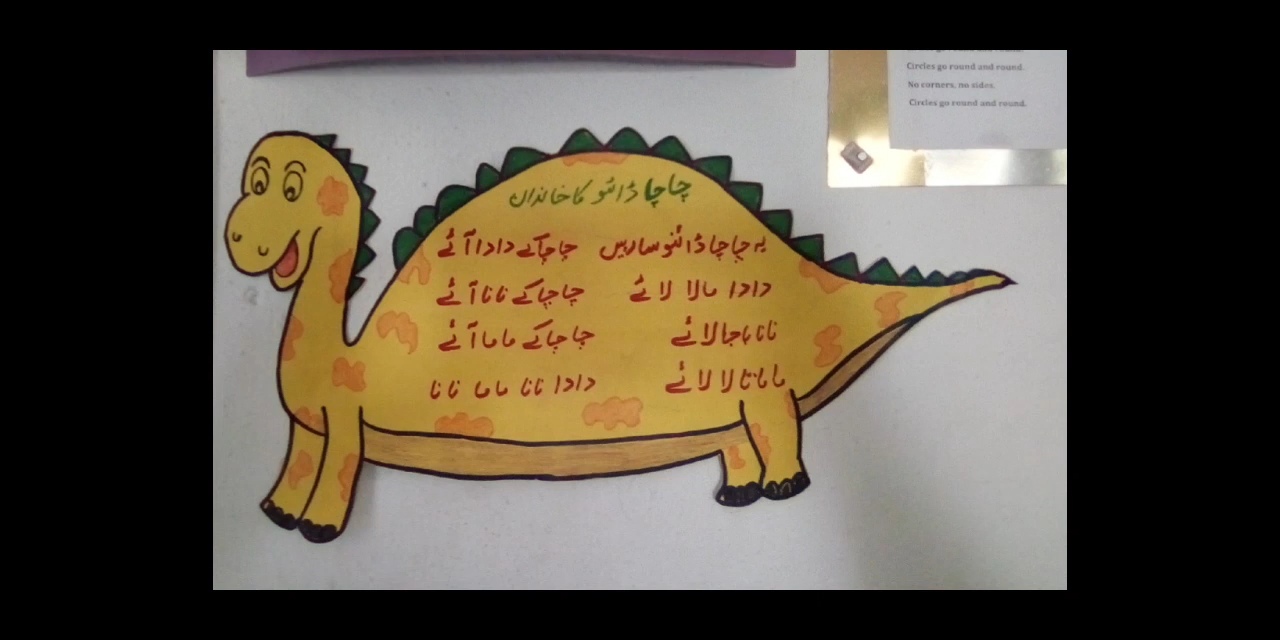 Circles go round and round.
No corners, no sides.
Circles go round and round.
چاچا ڈائنو کا خاندان
یہ چاچا ڈائنو سار ہیں چاچا کے دادا آئے
دادا مالا لائے چاچا کے نانا آئے
نانا باجا لائے چاچا کے ماما آئے
ماما تالا لائے دادا نانا ماما نانا